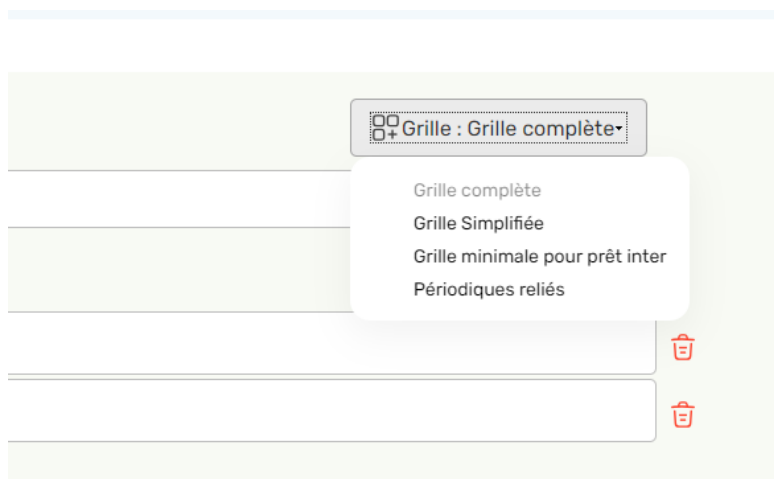 Grille : Grille complète
Grille complète
Grille Simplifiée
Grille minimale pour prêt inter
Périodiques reliés